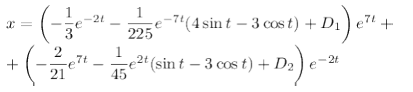 x = \left( -\frac{1}{3} e^{-2t} - \frac{1}{225} e^{-7t} (4 \sin t - 3 \cos t) + D_1 \right) e^{7t} +
+ \left( -\frac{2}{21} e^{7t} - \frac{1}{45} e^{2t} (\sin t - 3 \cos t) + D_2 \right) e^{-2t}